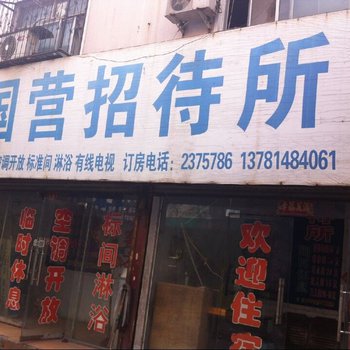 国营招待所
空调开放 标准间 淋浴 有线电视 订房电话：2375786 13781484061
临时休息
空调开放
标间淋浴
欢迎住宿